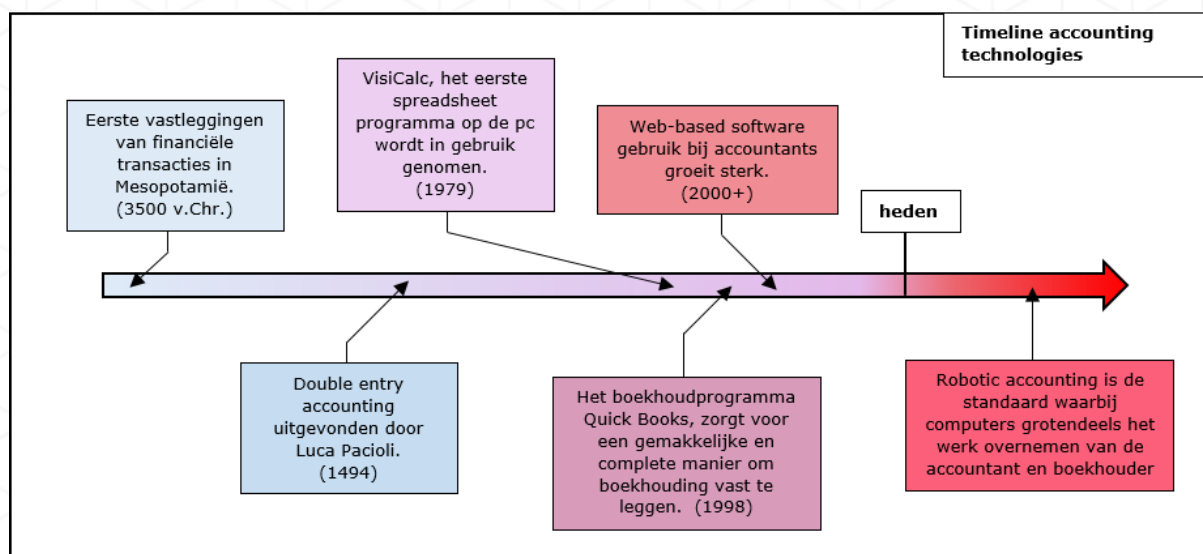 Timeline accounting
technologies
Eerste vastleggingen
van financiële
transacties in
Mesopotamië.
(3500 v.Chr.)
VisiCalc, het eerste
spreadsheet
programma op de pc
wordt in gebruik
genomen.
(1979)
Web-based software
gebruik bij accountants
groeit sterk.
(2000+)
heden
Double entry
accounting
uitgevonden door
Luca Pacioli.
(1494)
Het boekhoudprogramma
Quick Books, zorgt voor
een gemakkelijke en
complete manier om
boekhouding vast te
leggen. (1998)
Robotic accounting is de
standaard waarbij
computers grotendeels het
werk overnemen van de
accountant en boekhouder